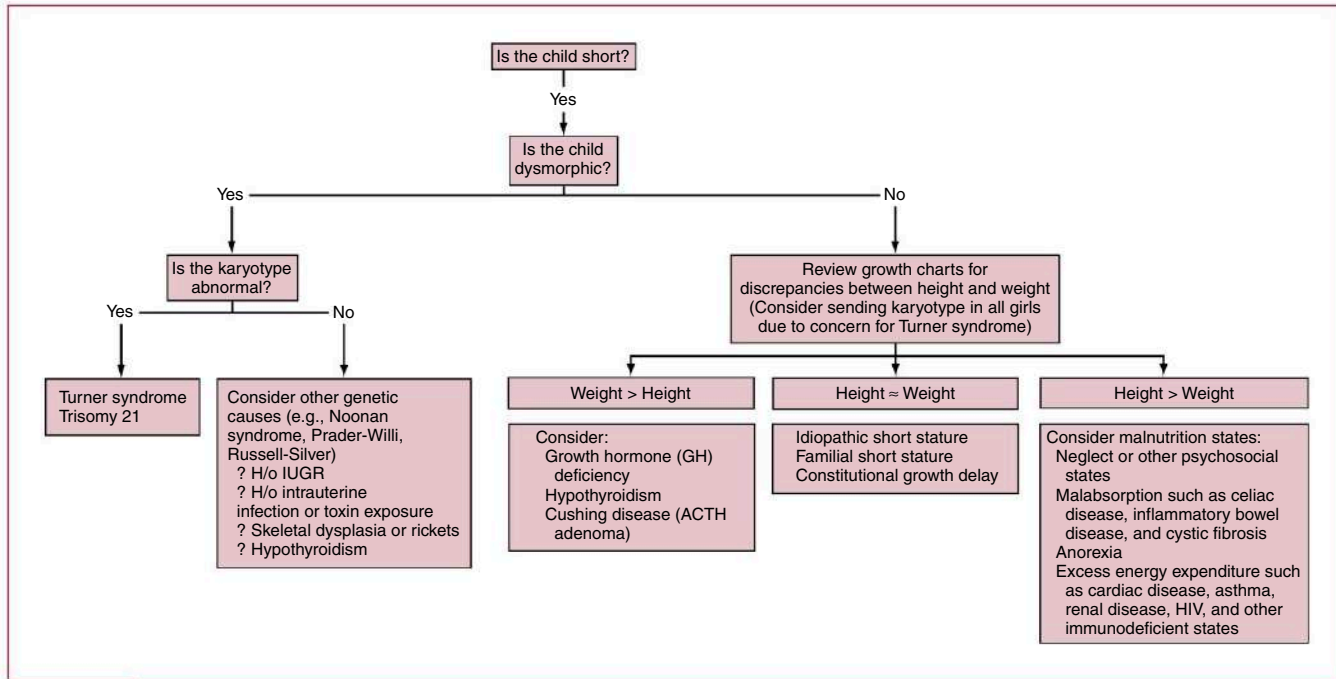 Is the child short?
Yes
Is the child
dysmorphic?
Yes
No
Is the karyotype
abnormal?
Yes
No
Turner syndrome
Trisomy 21
Consider other genetic
causes (e.g., Noonan
syndrome, Prader-Willi,
Russell-Silver)
? H/o IUGR
? H/o intrauterine
infection or toxin exposure
? Skeletal dysplasia or rickets
? Hypothyroidism
Review growth charts for
discrepancies between height and weight
(Consider sending karyotype in all girls
due to concern for Turner syndrome)
Weight > Height
Consider:
Growth hormone (GH)
deficiency
Hypothyroidism
Cushing disease (ACTH
adenoma)
Height ≈ Weight
Idiopathic short stature
Familial short stature
Constitutional growth delay
Height > Weight
Consider malnutrition states:
Neglect or other psychosocial
states
Malabsorption such as celiac
disease, inflammatory bowel
disease, and cystic fibrosis
Anorexia
Excess energy expenditure such
as cardiac disease, asthma,
renal disease, HIV, and other
immunodeficient states